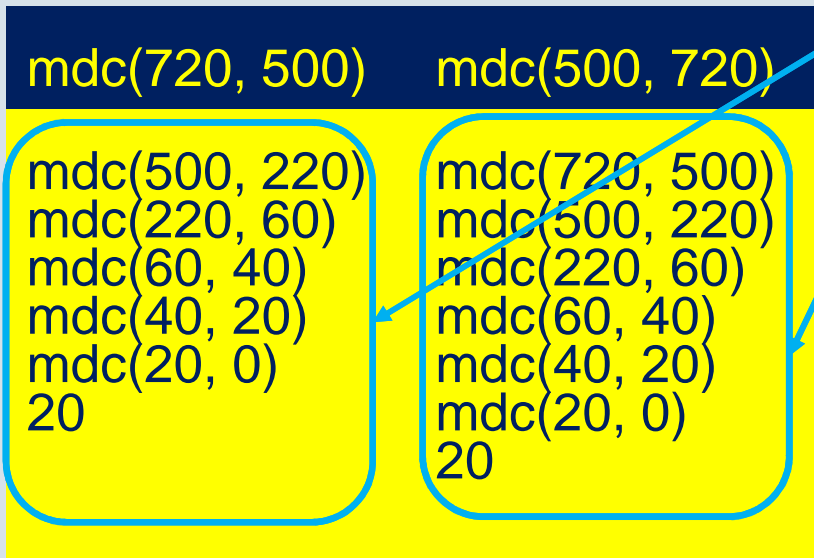 mdc(720, 500)
mdc(500, 220)
mdc(220, 60)
mdc(60, 40)
mdc(40, 20)
mdc(20, 0)
20
mdc(500, 720)
mdc(720, 500)
mdc(500, 220)
mdc(220, 60)
mdc(60, 40)
mdc(40, 20)
mdc(20, 0)
20